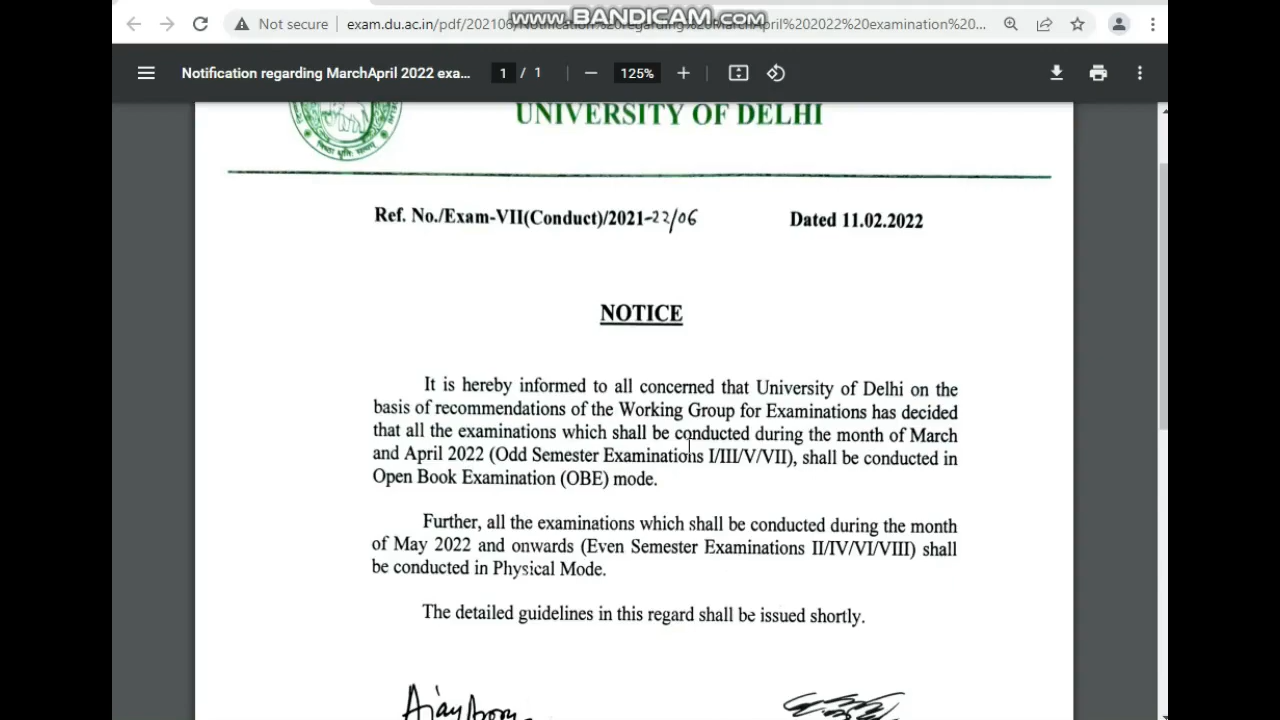 www.BANDICAM.com
Not secure exam.du.ac.in/pdf/202106/Notification%20regarding%20MarchApril%202022%20examination%20...
Notification regarding MarchApril 2022 exa... 1 / 1 125%
UNIVERSITY OF DELHI
निष्ठा धृतिः सत्यम्
Ref. No./Exam-VII(Conduct)/2021-22/06 Dated 11.02.2022
NOTICE
It is hereby informed to all concerned that University of Delhi on the
basis of recommendations of the Working Group for Examinations has decided
that all the examinations which shall be conducted during the month of March
and April 2022 (Odd Semester Examinations I/III/V/VII), shall be conducted in
Open Book Examination (OBE) mode.
Further, all the examinations which shall be conducted during the month
of May 2022 and onwards (Even Semester Examinations II/IV/VI/VIII) shall
be conducted in Physical Mode.
The detailed guidelines in this regard shall be issued shortly.